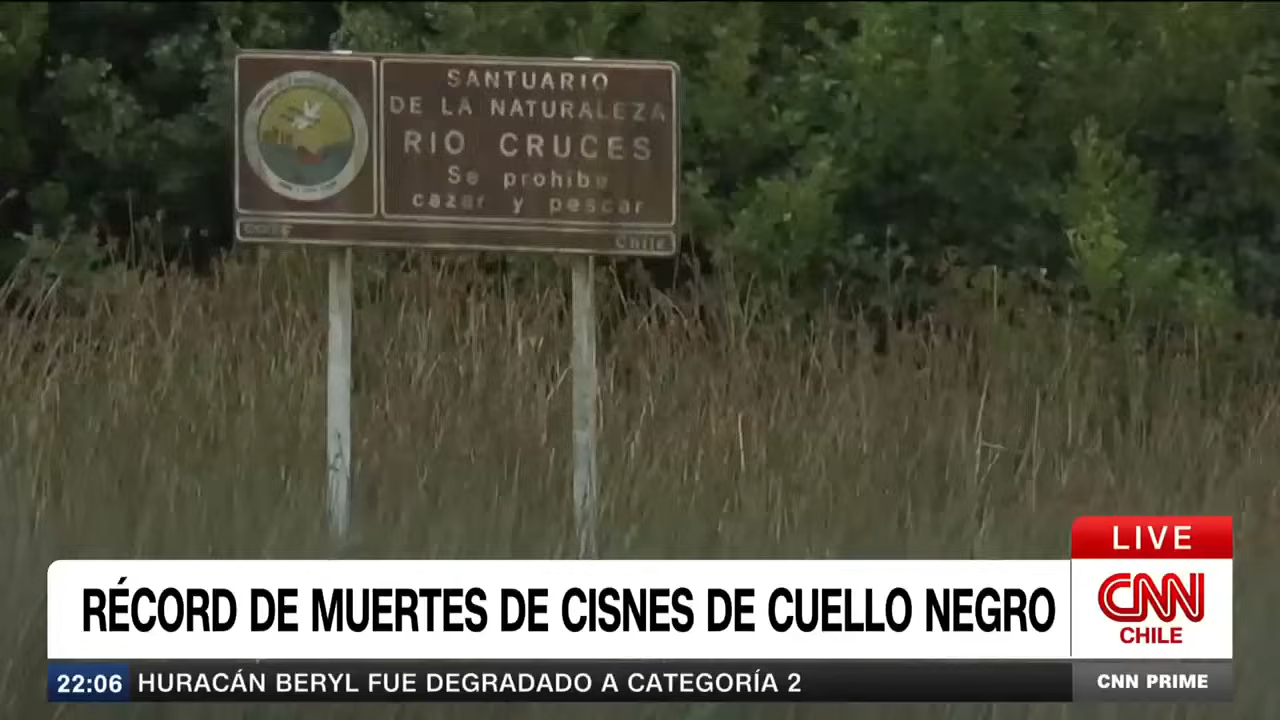 SANTUARIO
DE LA NATURALEZA
RIO CRUCES
Se prohibe
cazar y pescar
Chile
LIVE
RÉCORD DE MUERTES DE CISNES DE CUELLO NEGRO
CNN
CHILE
22:06 HURACÁN BERYL FUE DEGRADADO A CATEGORÍA 2
CNN PRIME